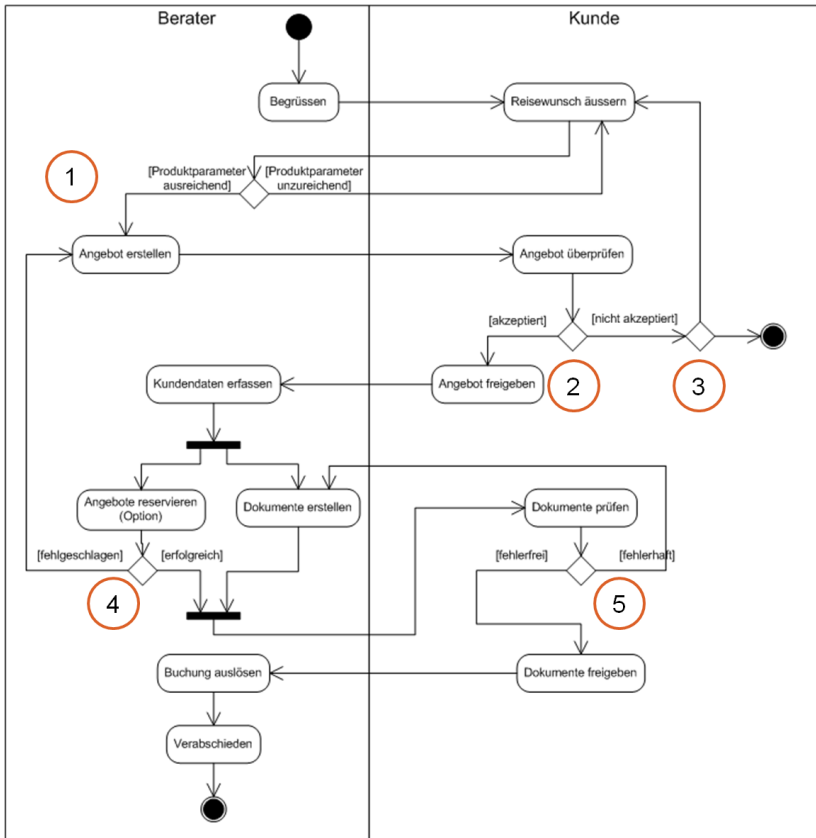 Berater
Kunde
Begrüssen
Reisewunsch äussern
1
[Produktparameter
ausreichend]
[Produktparameter
unzureichend]
Angebot erstellen
Angebot überprüfen
[akzeptiert]
[nicht akzeptiert]
Kundendaten erfassen
Angebot freigeben
2
3
Angebote reservieren
(Option)
Dokumente erstellen
Dokumente prüfen
[fehlgeschlagen]
[erfolgreich]
[fehlerfrei]
[fehlerhaft]
4
5
Buchung auslösen
Dokumente freigeben
Verabschieden